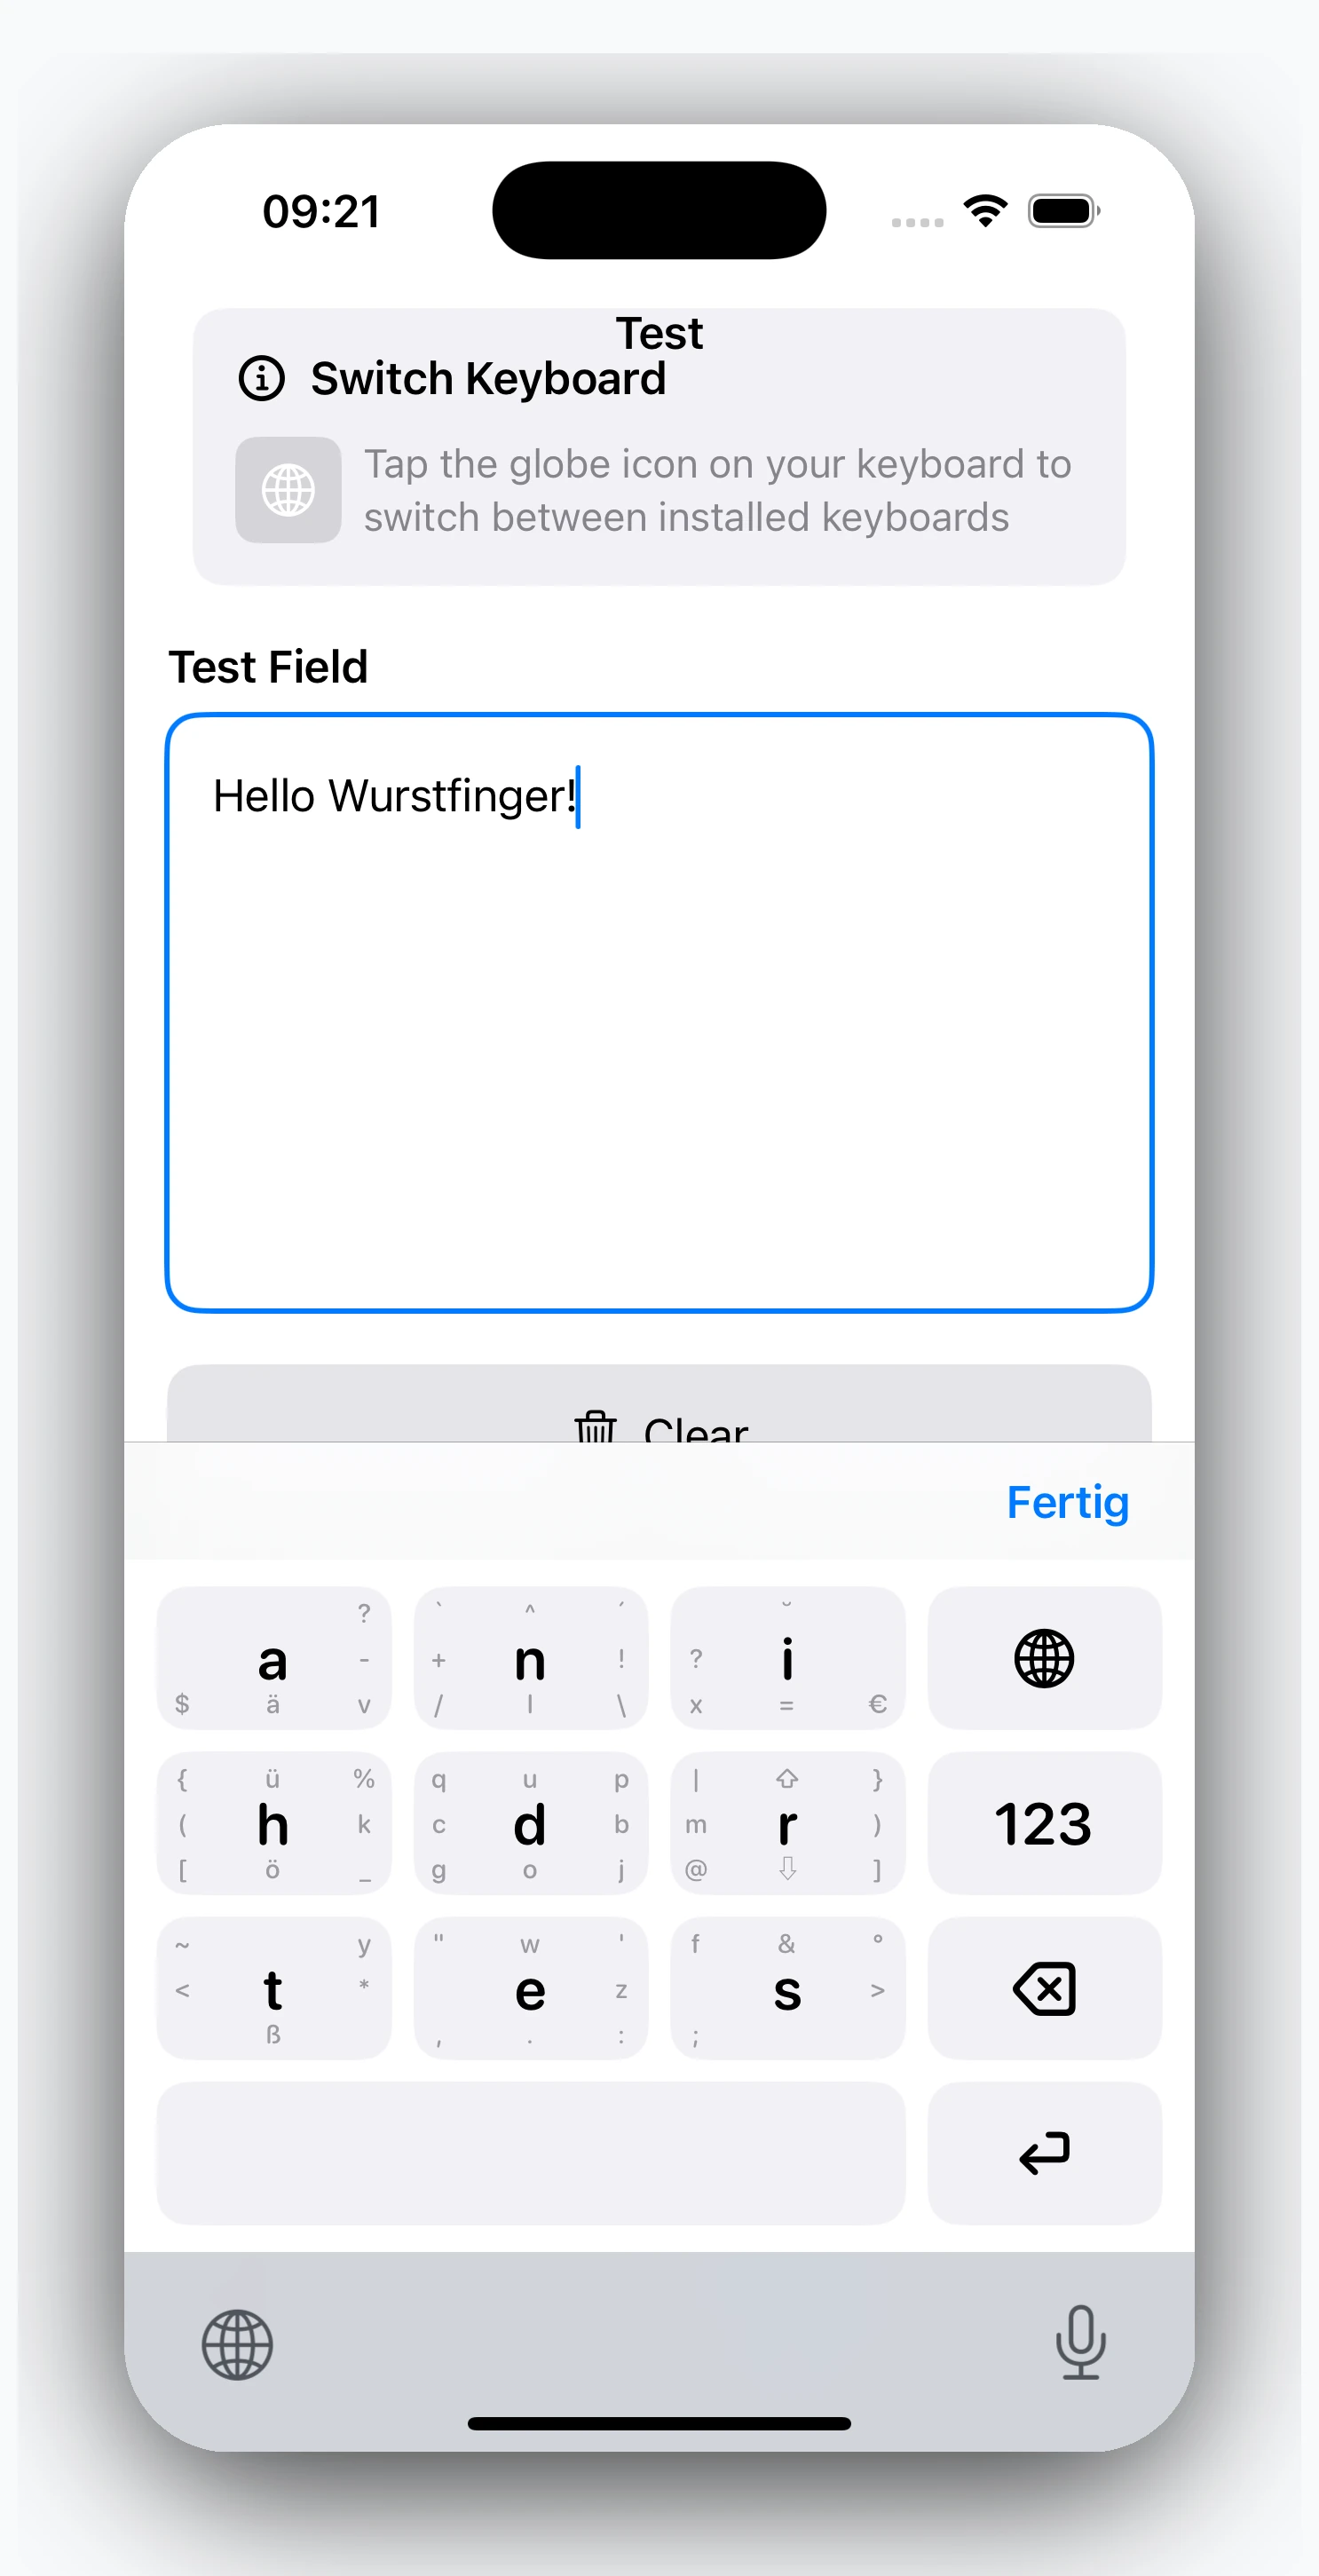 09:21
Test
Switch Keyboard
Tap the globe icon on your keyboard to
switch between installed keyboards
Test Field
Hello Wurstfinger!
Clear
Fertig
?
a -
$ ä v
` ^ ´
+ n !
/ l \
˘
? i
x = €
{ ü %
( h k
[ ö _
q u p
c d b
g o j
| ⇧ }
m r )
@ ⇩ ]
123
~ y
< t *
ß
" w '
e z
, . :
f & °
s >
;